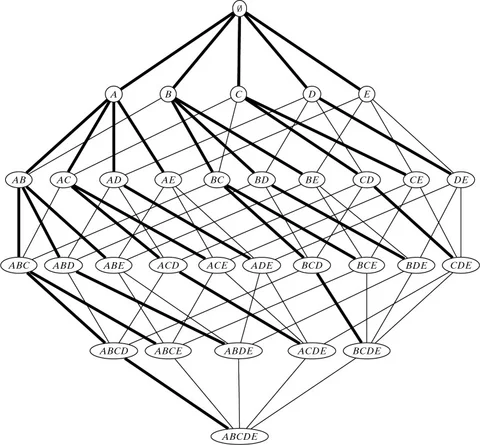 ∅
A B C D E
AB AC AD AE BC BD BE CD CE DE
ABC ABD ABE ACD ACE ADE BCD BCE BDE CDE
ABCD ABCE ABDE ACDE BCDE
ABCDE